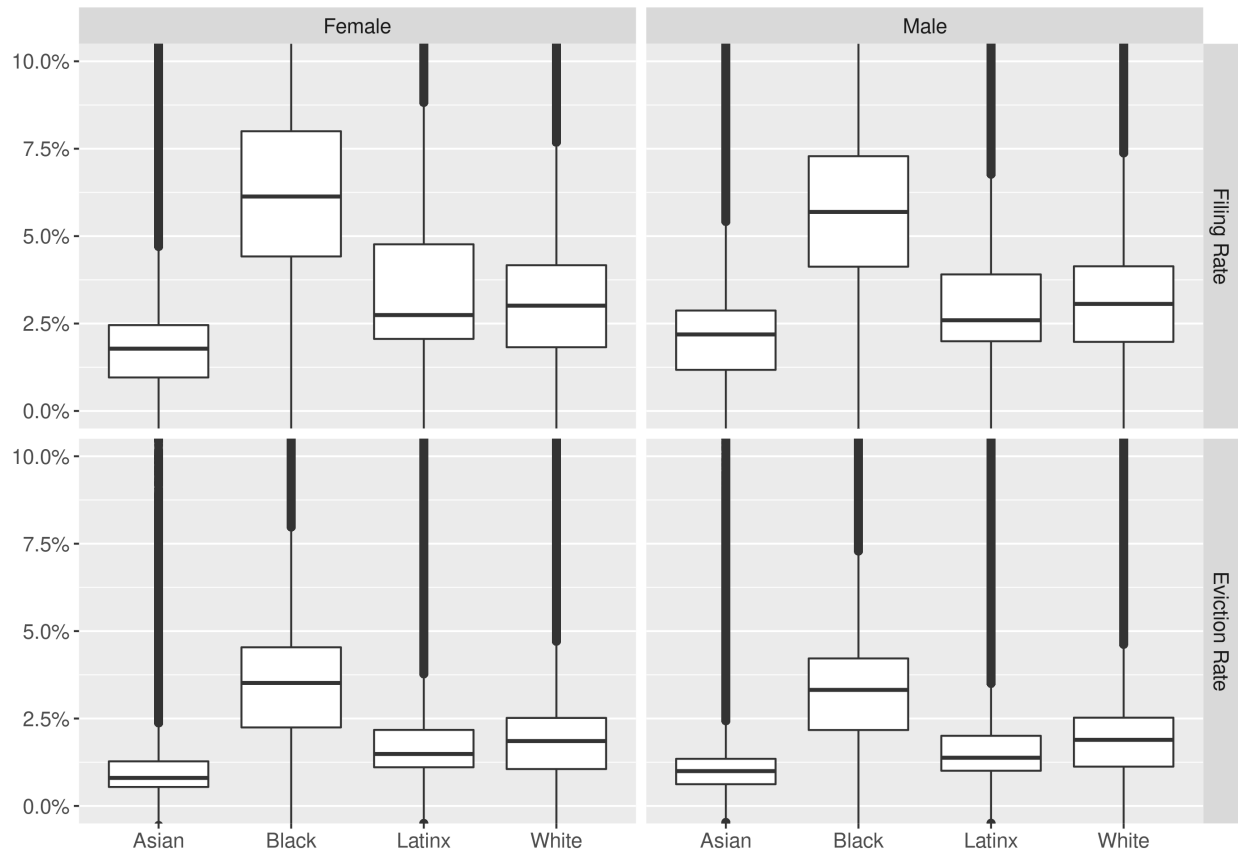 Female
Male
10.0%
7.5%
5.0%
2.5%
0.0%
Filing Rate
10.0%
7.5%
5.0%
2.5%
0.0%
Eviction Rate
Asian Black Latinx White
Asian Black Latinx White